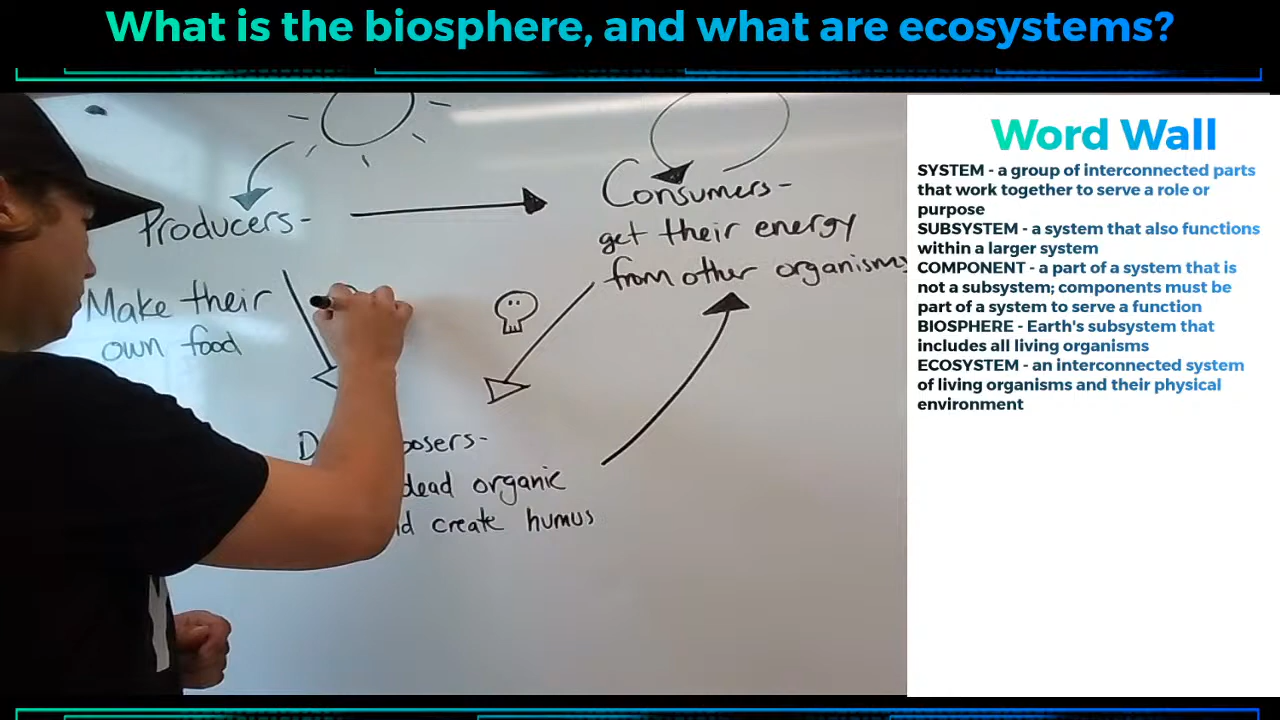 What is the biosphere, and what are ecosystems?
Producers-
Make their
own food
Consumers-
get their energy
from other organisms
dead organic
create humus
Word Wall
SYSTEM - a group of interconnected parts
that work together to serve a role or
purpose
SUBSYSTEM - a system that also functions
within a larger system
COMPONENT - a part of a system that is
not a subsystem; components must be
part of a system to serve a function
BIOSPHERE - Earth's subsystem that
includes all living organisms
ECOSYSTEM - an interconnected system
of living organisms and their physical
environment